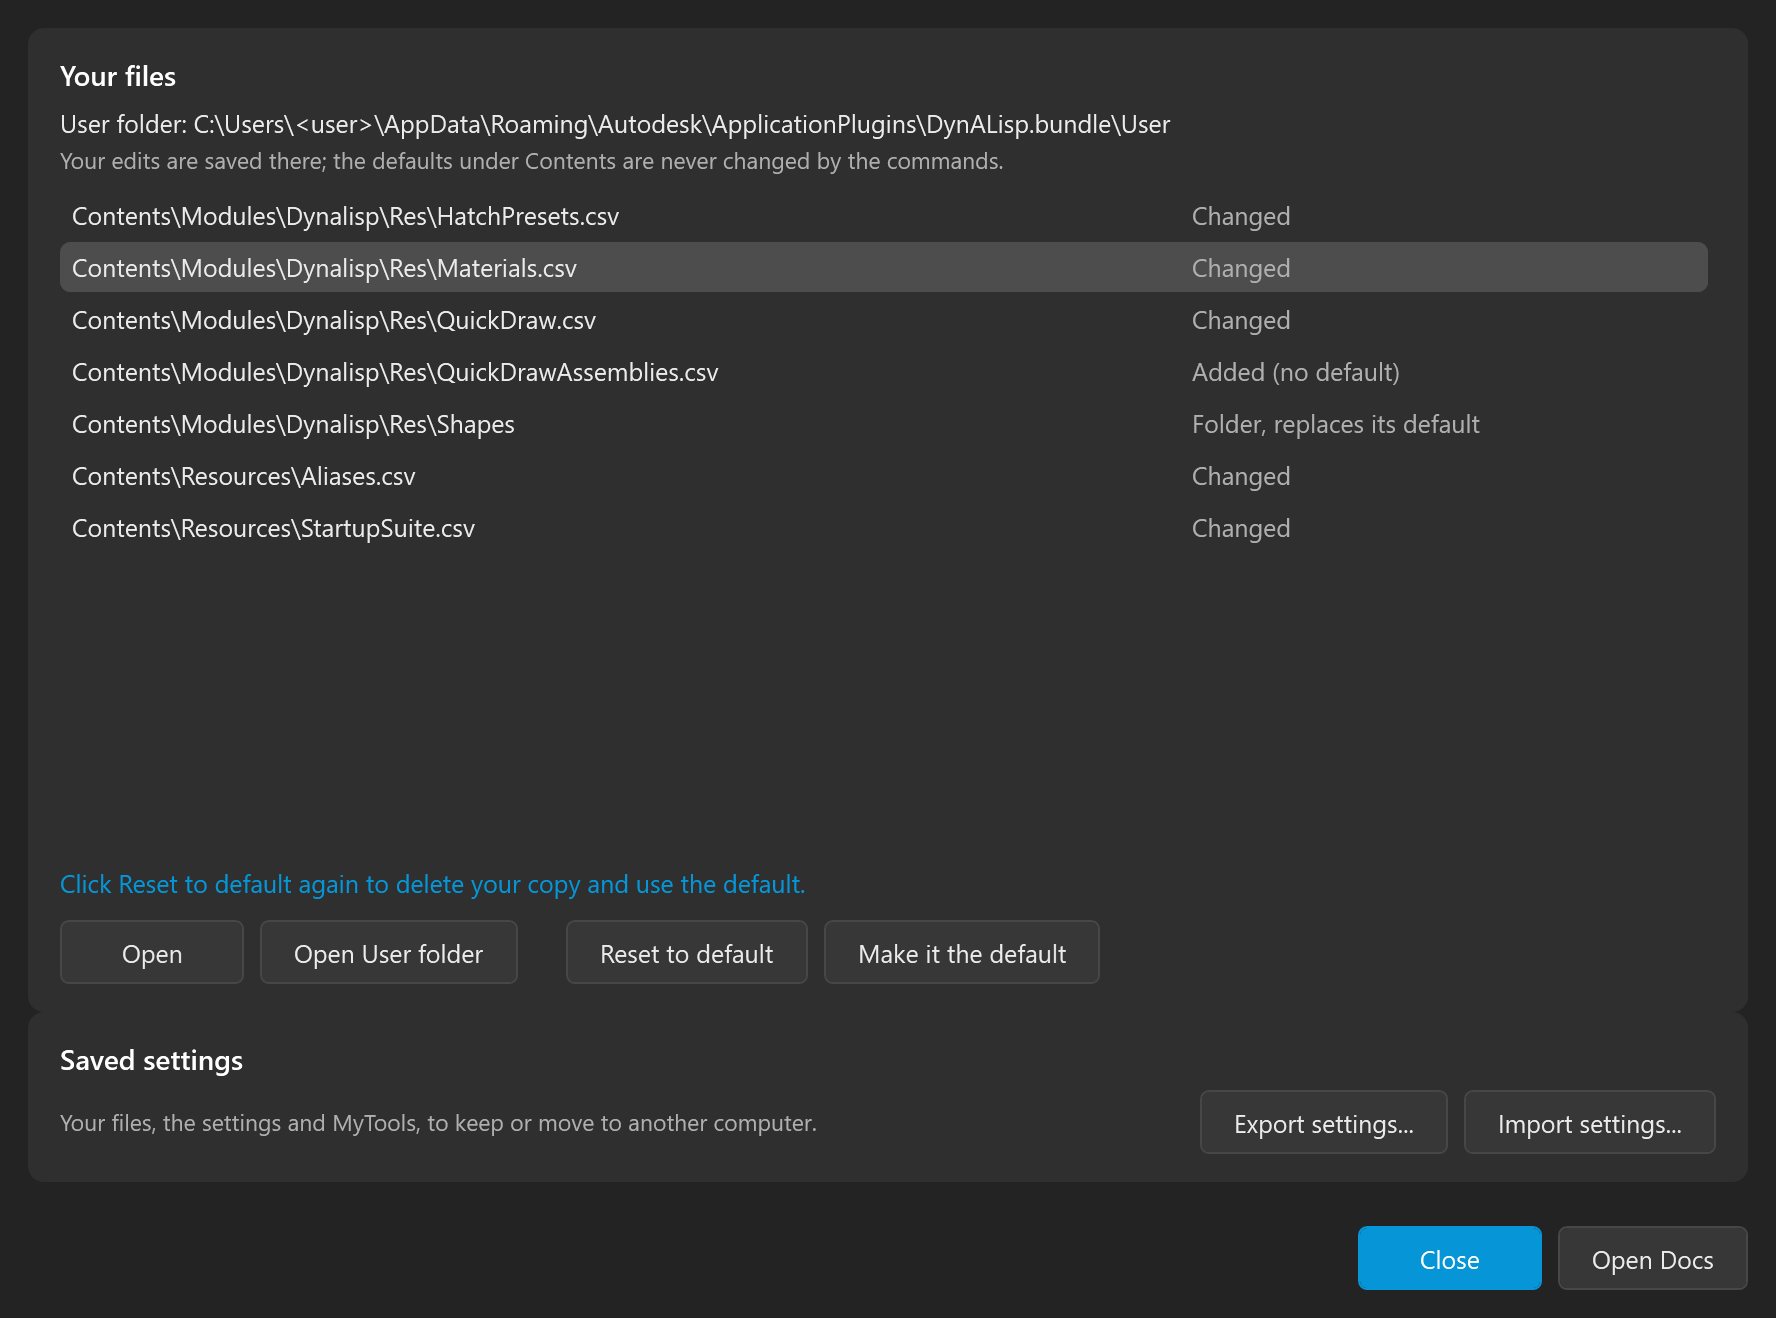 Your files
User folder: C:\Users\<user>\AppData\Roaming\Autodesk\ApplicationPlugins\DynALisp.bundle\User
Your edits are saved there; the defaults under Contents are never changed by the commands.
Contents\Modules\Dynalisp\Res\HatchPresets.csv Changed
Contents\Modules\Dynalisp\Res\Materials.csv Changed
Contents\Modules\Dynalisp\Res\QuickDraw.csv Changed
Contents\Modules\Dynalisp\Res\QuickDrawAssemblies.csv Added (no default)
Contents\Modules\Dynalisp\Res\Shapes Folder, replaces its default
Contents\Resources\Aliases.csv Changed
Contents\Resources\StartupSuite.csv Changed
Click Reset to default again to delete your copy and use the default.
Open Open User folder Reset to default Make it the default
Saved settings
Your files, the settings and MyTools, to keep or move to another computer. Export settings... Import settings...
Close Open Docs